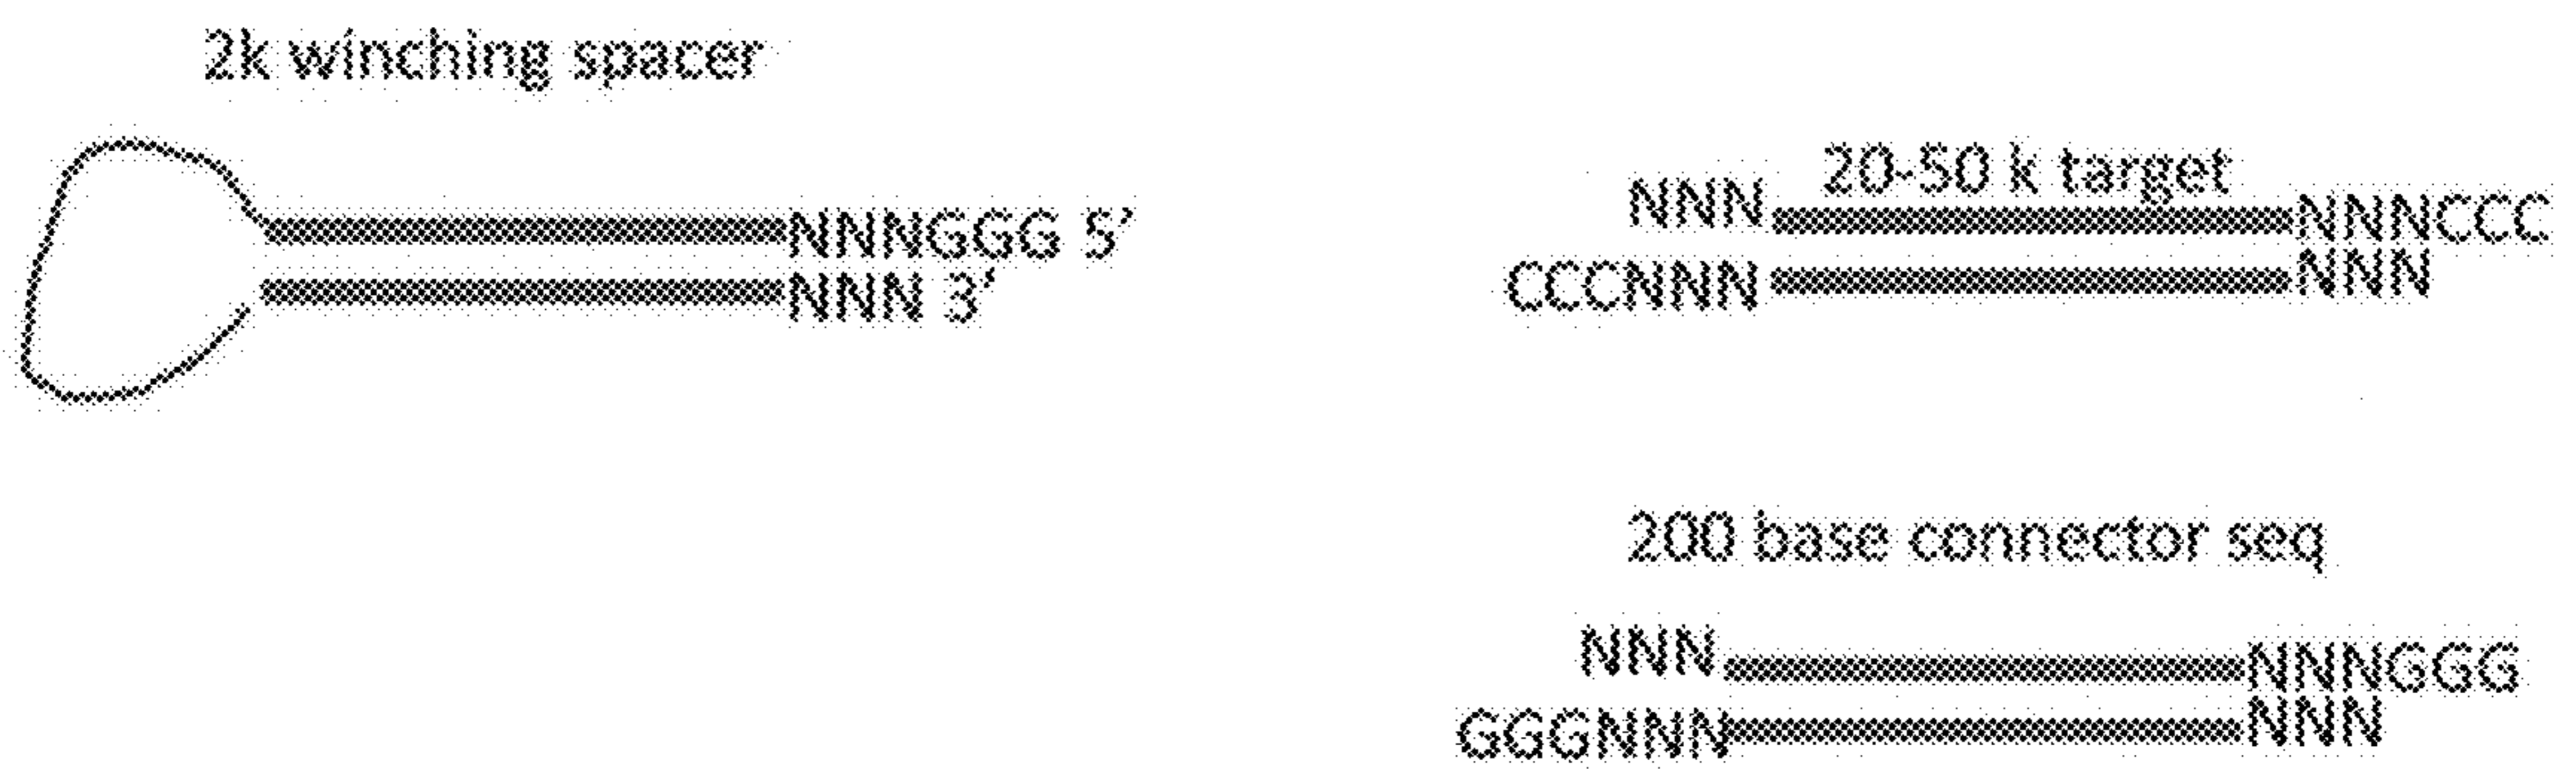 2k winching spacer
NNNGGG 5'
NNN 3'
20-50 k target
NNN
NNNCCC
CCCNNN
NNN
200 base connector seq
NNN
NNNGGG
GGGNNN
NNN